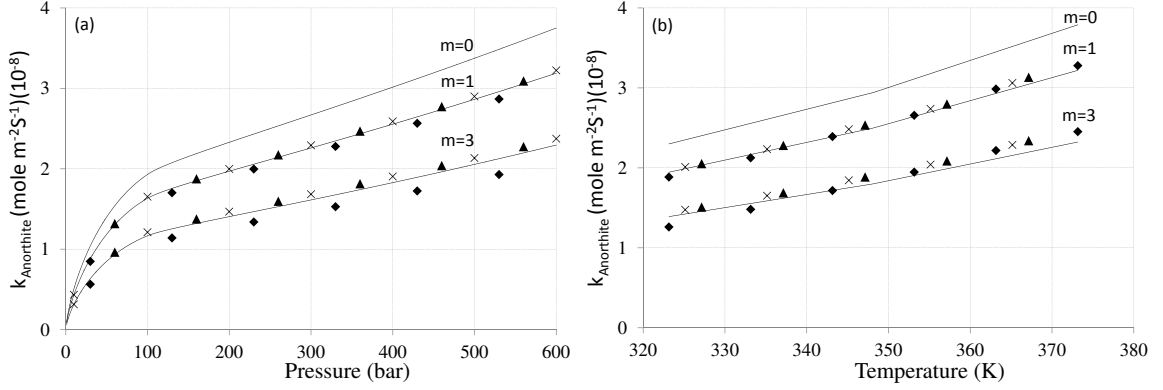 (a)
m=0
m=1
m=3
k_Anorthite (mole m⁻²S⁻¹)(10⁻⁸)
4
3
2
1
0
0 100 200 300 400 500 600
Pressure (bar)
(b)
m=0
m=1
m=3
k_Anorthite (mole m⁻²S⁻¹)(10⁻⁸)
4
3
2
1
0
320 330 340 350 360 370 380
Temperature (K)